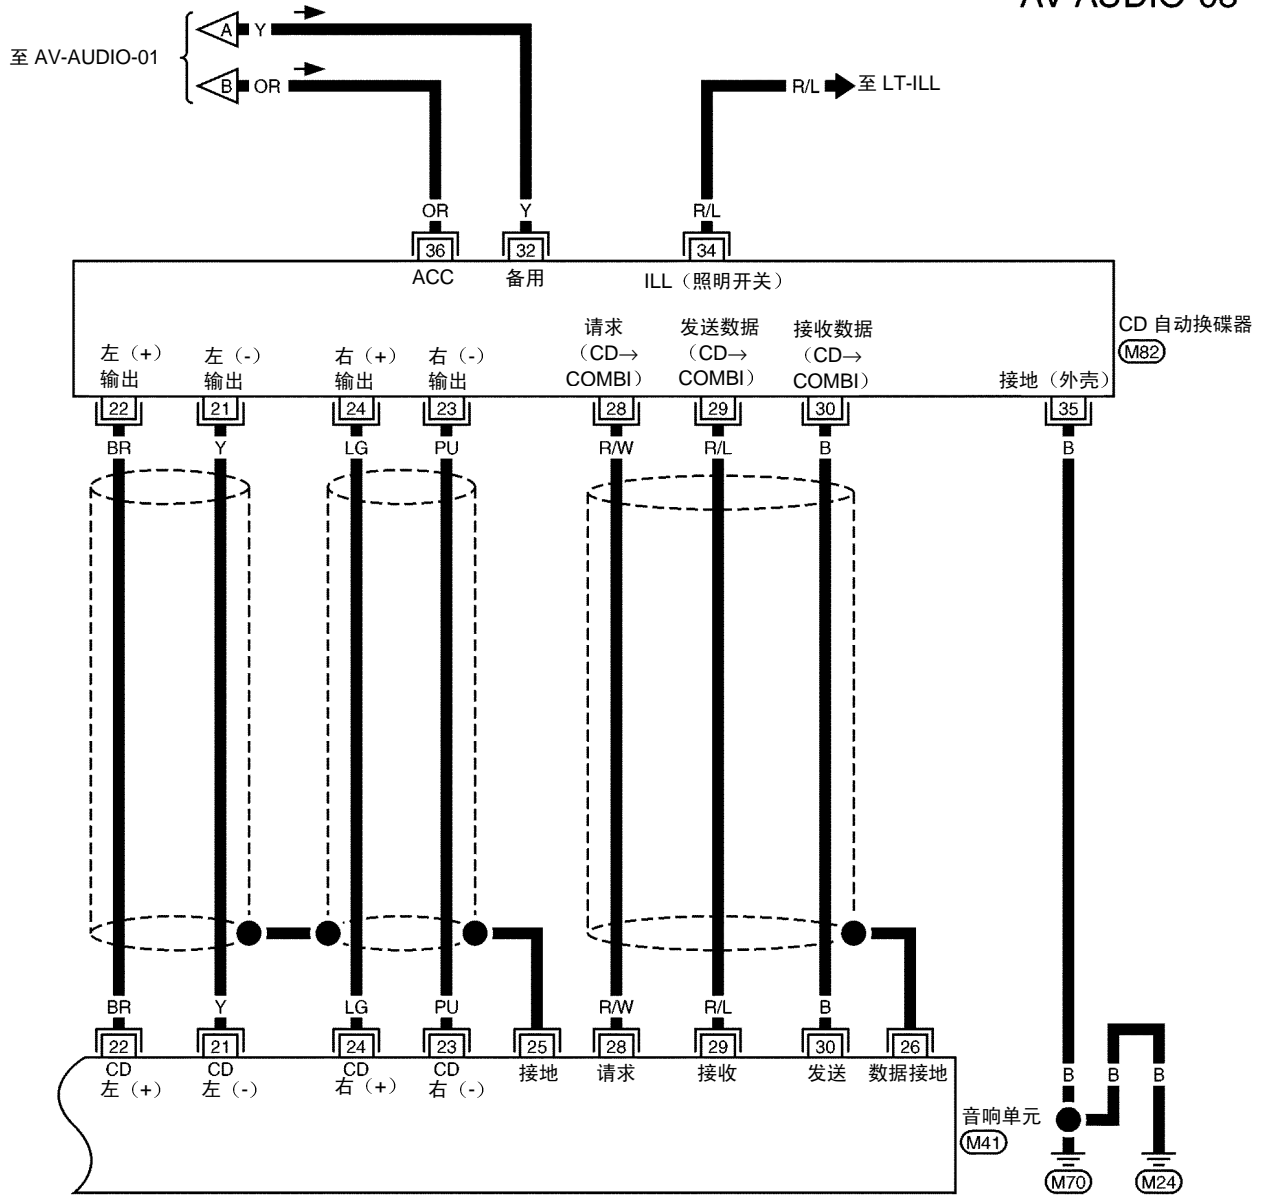 AV-AUDIO-03
A Y
至 AV-AUDIO-01
B OR
R/L 至 LT-ILL
OR Y R/L
36 32 34
ACC 备用 ILL（照明开关）
CD 自动换碟器
M82
左（+）
输出
左（-）
输出
右（+）
输出
右（-）
输出
请求
（CD→
COMBI）
发送数据
（CD→
COMBI）
接收数据
（CD→
COMBI）
接地（外壳）
22 21 24 23 28 29 30 35
BR Y LG PU R/W R/L B B
BR Y LG PU R/W R/L B
22 21 24 23 25 28 29 30 26
CD
左（+）
CD
左（-）
CD
右（+）
CD
右（-）
接地 请求 接收 发送 数据接地
B B B
音响单元
M41
M70 M24